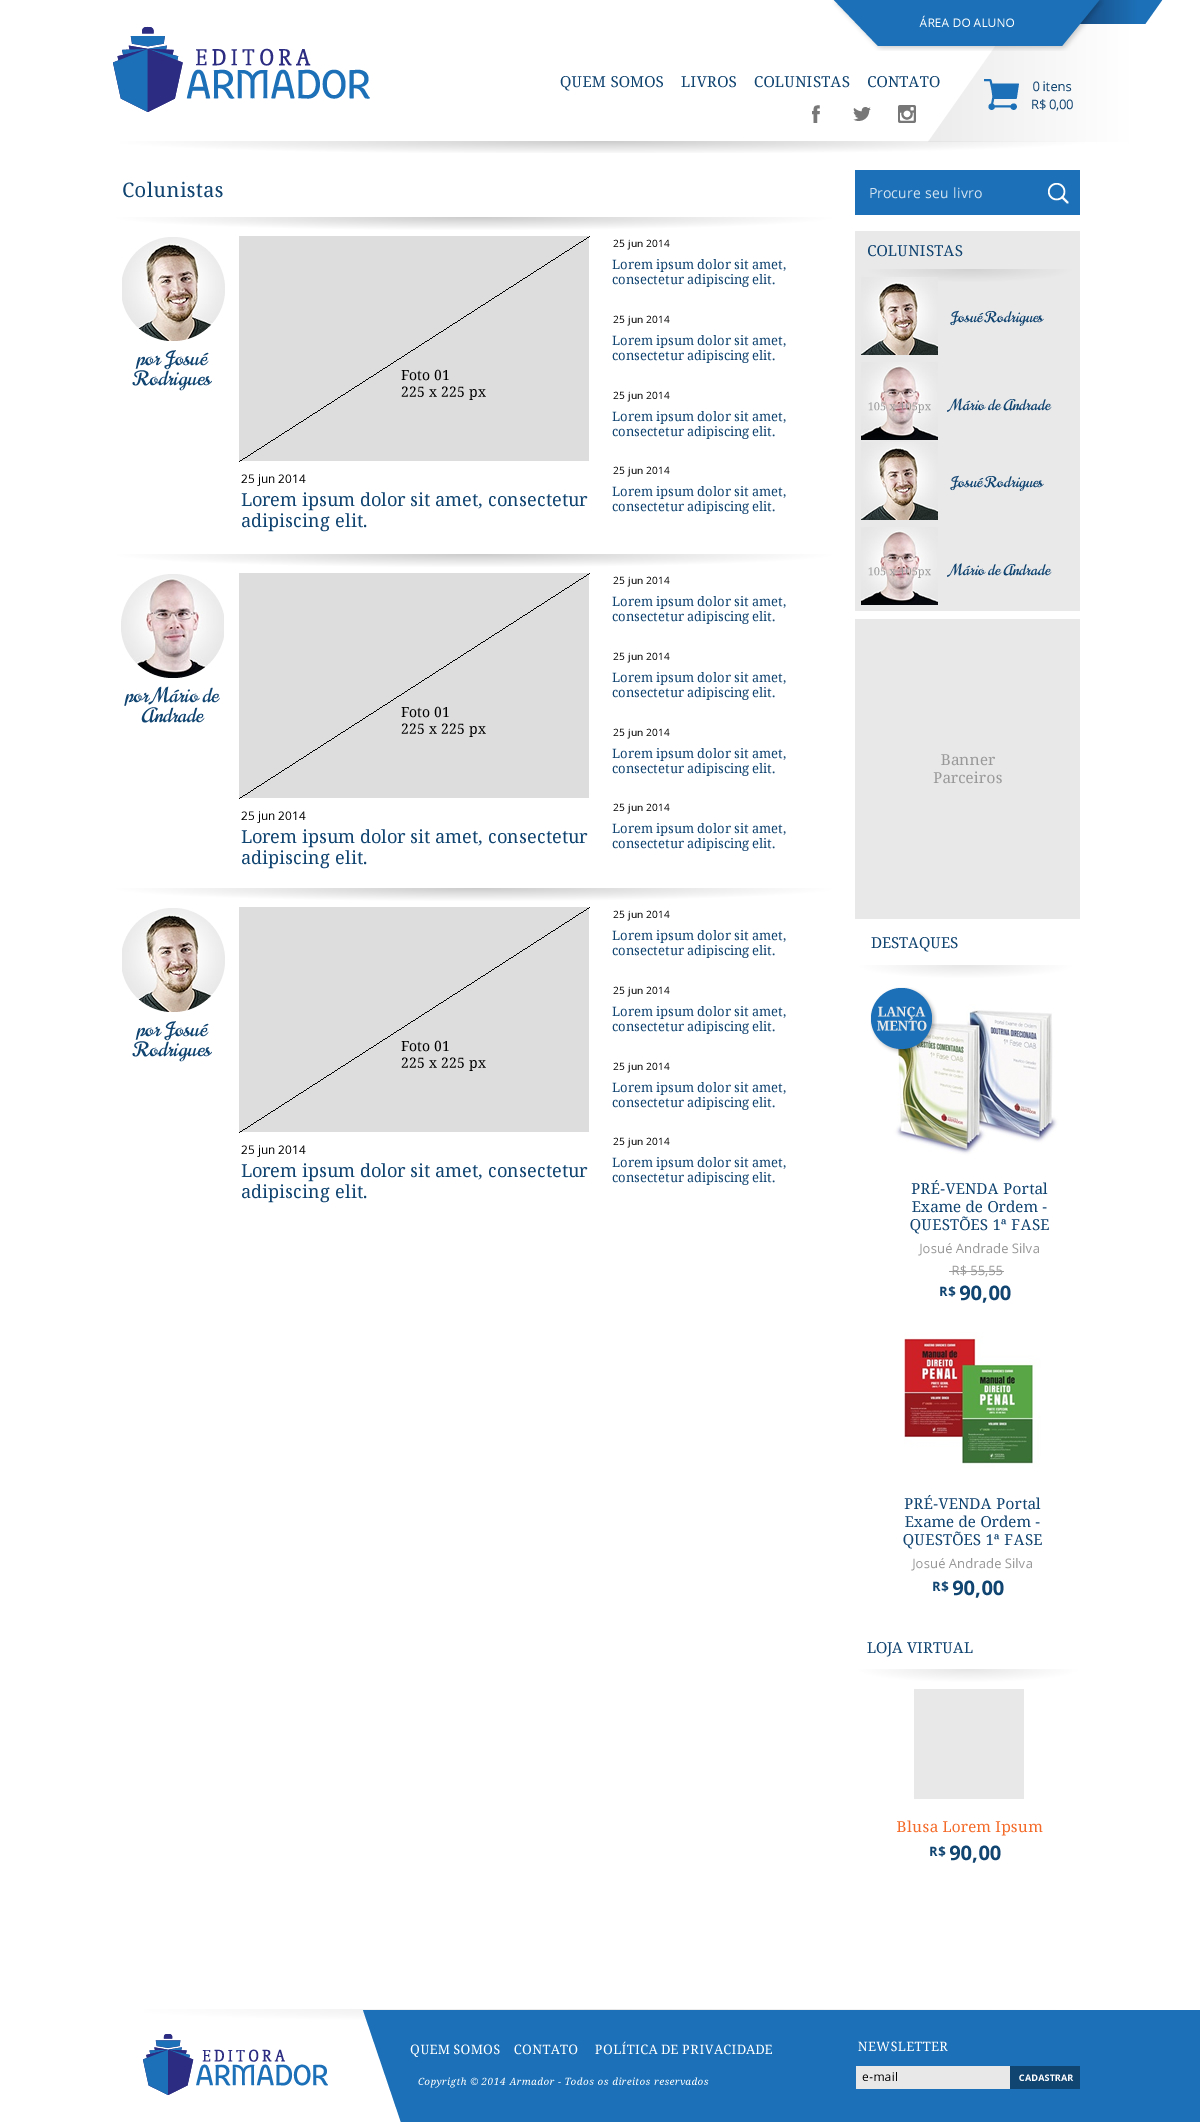 ÁREA DO ALUNO
EDITORA
ARMADOR
QUEM SOMOS LIVROS COLUNISTAS CONTATO
0 itens
R$ 0,00
Colunistas
por Josué
Rodrigues
Foto 01
225 x 225 px
25 jun 2014
Lorem ipsum dolor sit amet, consectetur
adipiscing elit.
25 jun 2014
Lorem ipsum dolor sit amet,
consectetur adipiscing elit.
25 jun 2014
Lorem ipsum dolor sit amet,
consectetur adipiscing elit.
25 jun 2014
Lorem ipsum dolor sit amet,
consectetur adipiscing elit.
25 jun 2014
Lorem ipsum dolor sit amet,
consectetur adipiscing elit.
por Mário de
Andrade
Foto 01
225 x 225 px
25 jun 2014
Lorem ipsum dolor sit amet, consectetur
adipiscing elit.
25 jun 2014
Lorem ipsum dolor sit amet,
consectetur adipiscing elit.
25 jun 2014
Lorem ipsum dolor sit amet,
consectetur adipiscing elit.
25 jun 2014
Lorem ipsum dolor sit amet,
consectetur adipiscing elit.
25 jun 2014
Lorem ipsum dolor sit amet,
consectetur adipiscing elit.
por Josué
Rodrigues
Foto 01
225 x 225 px
25 jun 2014
Lorem ipsum dolor sit amet, consectetur
adipiscing elit.
25 jun 2014
Lorem ipsum dolor sit amet,
consectetur adipiscing elit.
25 jun 2014
Lorem ipsum dolor sit amet,
consectetur adipiscing elit.
25 jun 2014
Lorem ipsum dolor sit amet,
consectetur adipiscing elit.
25 jun 2014
Lorem ipsum dolor sit amet,
consectetur adipiscing elit.
Procure seu livro
COLUNISTAS
Josué Rodrigues
Mário de Andrade
Josué Rodrigues
Mário de Andrade
Banner
Parceiros
DESTAQUES
LANÇA
MENTO
QUESTÕES COMENTADAS
1ª Fase OAB
DOUTRINA DIRECIONADA
1ª Fase OAB
PRÉ-VENDA Portal
Exame de Ordem -
QUESTÕES 1ª FASE
Josué Andrade Silva
R$ 55,55
R$ 90,00
Manual de
DIREITO
PENAL
Manual de
DIREITO
PENAL
PRÉ-VENDA Portal
Exame de Ordem -
QUESTÕES 1ª FASE
Josué Andrade Silva
R$ 90,00
LOJA VIRTUAL
Blusa Lorem Ipsum
R$ 90,00
EDITORA
ARMADOR
QUEM SOMOS CONTATO POLÍTICA DE PRIVACIDADE
Copyrigth © 2014 Armador - Todos os direitos reservados
NEWSLETTER
e-mail
CADASTRAR